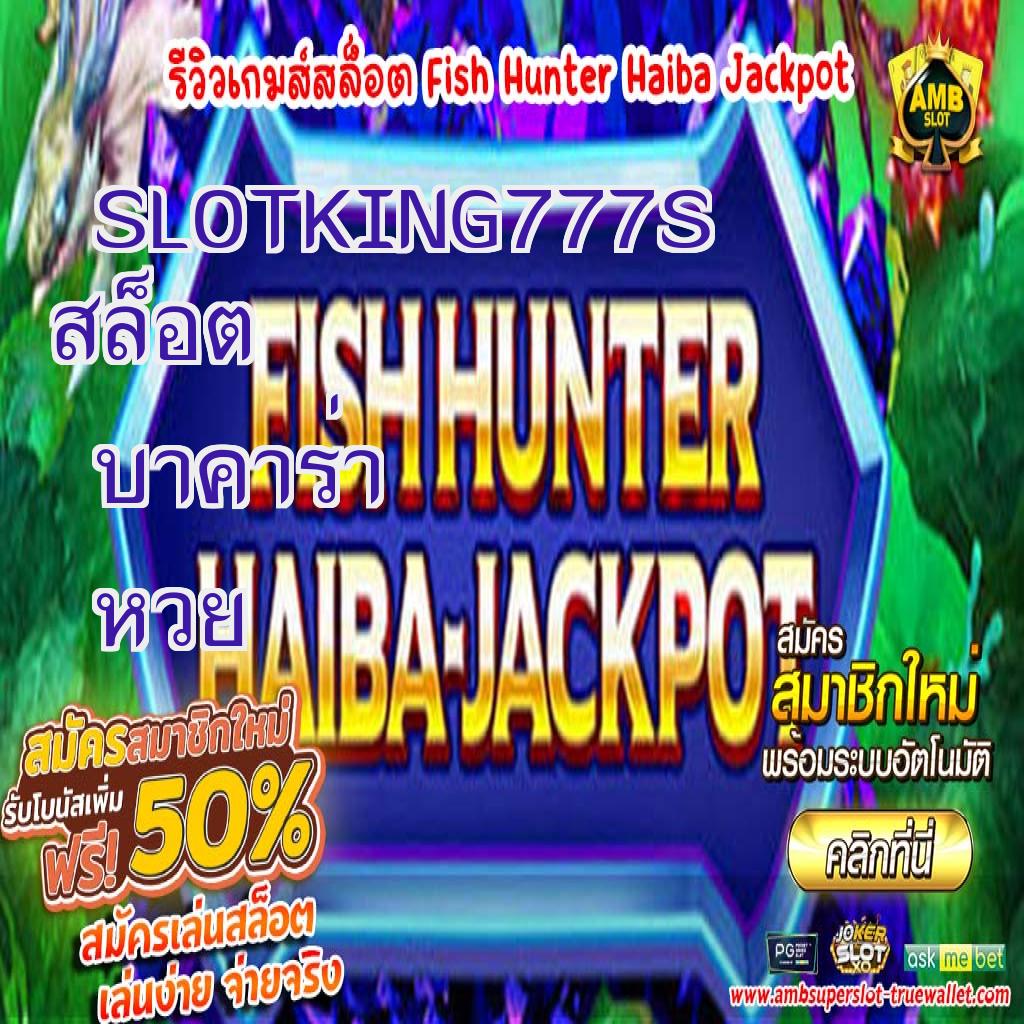 รีวิวเกมส์สล็อต Fish Hunter Haiba Jackpot
AMB
SLOT
SLOTKING777S
สล็อต
FISH HUNTER
บาคาร่า
HAIBA-JACKPOT
หวย
สมัคร
สมาชิกใหม่
พร้อมระบบอัตโนมัติ
คลิกที่นี่
สมัครสมาชิกใหม่
รับโบนัสเพิ่ม
ฟรี! 50%
สมัครเล่นสล็อต
เล่นง่าย จ่ายจริง
PG
JOKER
SLOT
XO
ask me bet
www.ambsuperslot-truewallet.com